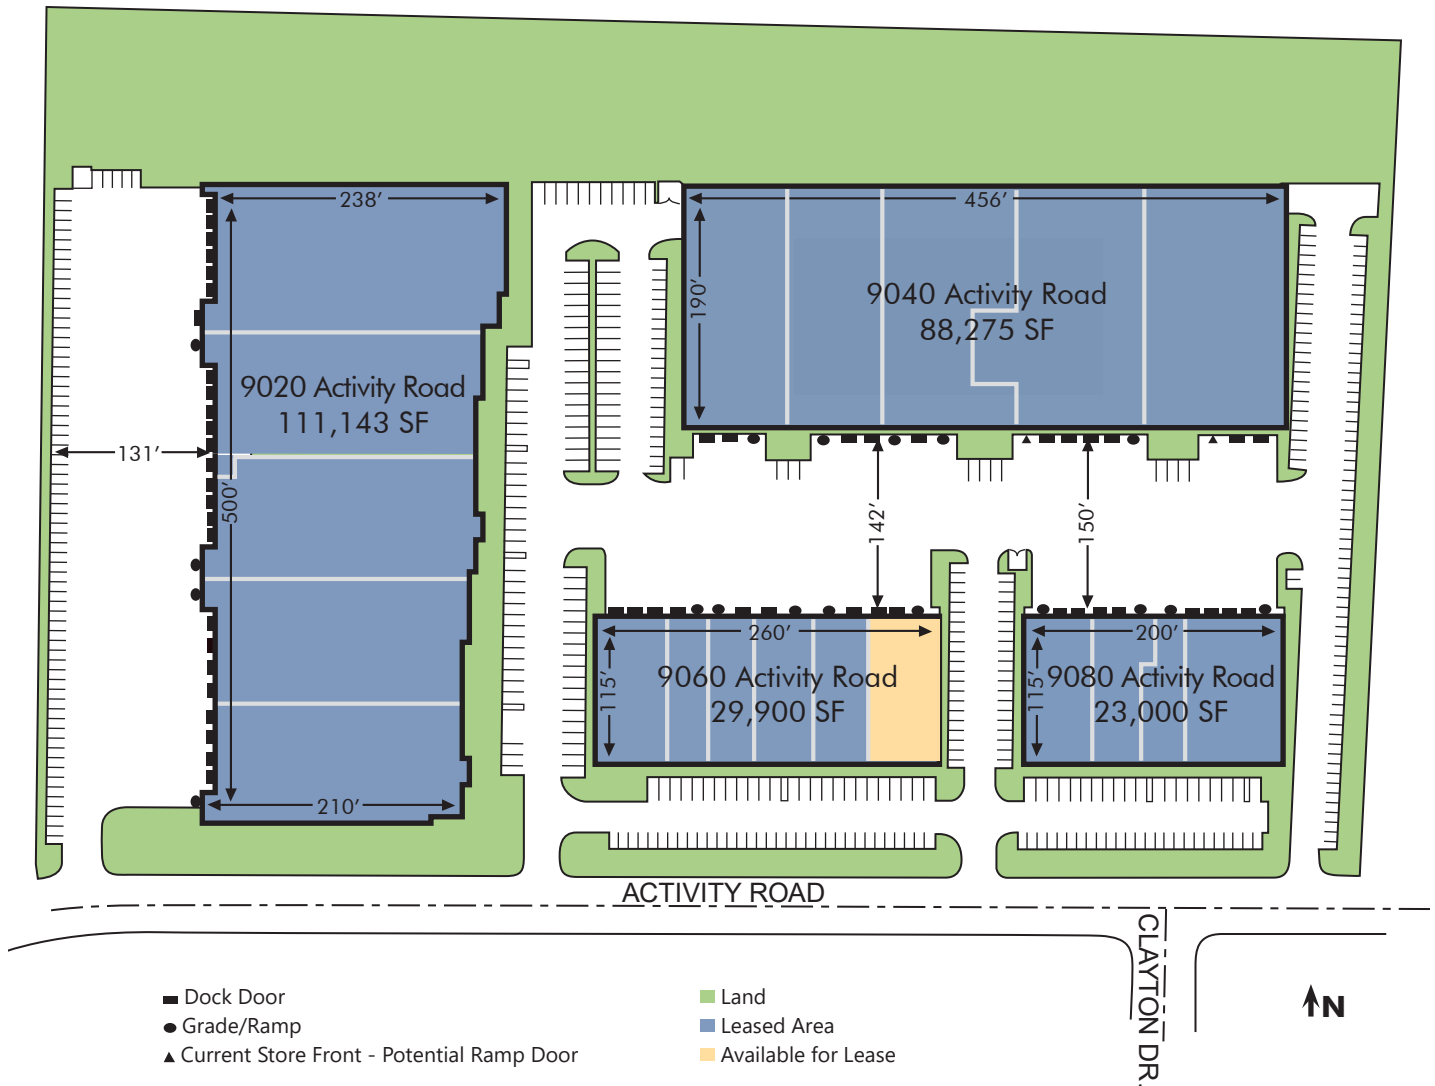 238'
456'
190'
9040 Activity Road
88,275 SF
9020 Activity Road
111,143 SF
131'
500'
142'
150'
260'
200'
115'
9060 Activity Road
29,900 SF
115'
9080 Activity Road
23,000 SF
210'
ACTIVITY ROAD
CLAYTON DR.
Dock Door
Grade/Ramp
Current Store Front - Potential Ramp Door
Land
Leased Area
Available for Lease
N